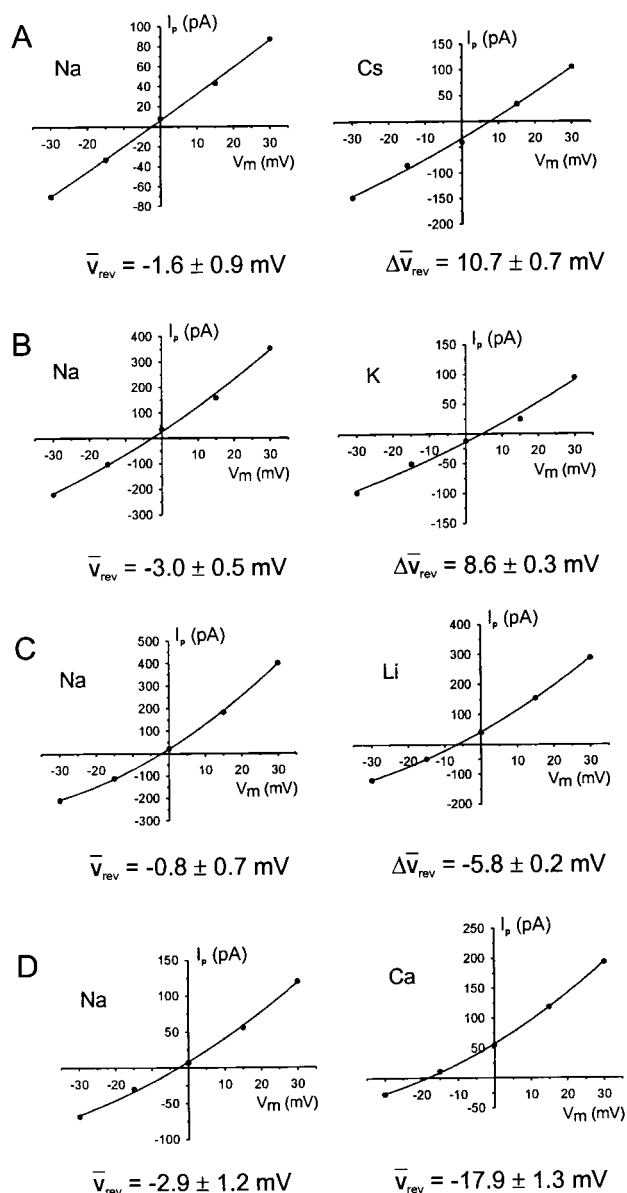 A
Na
I_p (pA)
100
80
60
40
20
-30 -20 -10 10 20 30
-20
-40
-60
-80
V_m (mV)
v̅_rev = -1.6 ± 0.9 mV
Cs
I_p (pA)
150
100
50
-30 -20 -10 10 20 30
-50
-100
-150
-200
V_m (mV)
Δv̅_rev = 10.7 ± 0.7 mV
B
Na
I_p (pA)
400
300
200
100
-30 -20 -10 10 20 30
-100
-200
-300
V_m (mV)
v̅_rev = -3.0 ± 0.5 mV
K
I_p (pA)
150
100
50
-30 -20 -10 10 20 30
-50
-100
-150
V_m (mV)
Δv̅_rev = 8.6 ± 0.3 mV
C
Na
I_p (pA)
500
400
300
200
100
-30 -20 -10 10 20 30
-100
-200
-300
V_m (mV)
v̅_rev = -0.8 ± 0.7 mV
Li
I_p (pA)
400
300
200
100
-30 -20 -10 10 20 30
-100
-200
V_m (mV)
Δv̅_rev = -5.8 ± 0.2 mV
D
Na
I_p (pA)
150
100
50
-30 -20 -10 10 20 30
-50
-100
V_m (mV)
v̅_rev = -2.9 ± 1.2 mV
Ca
I_p (pA)
250
200
150
100
50
-20 -10 10 20 30
-50
V_m (mV)
v̅_rev = -17.9 ± 1.3 mV